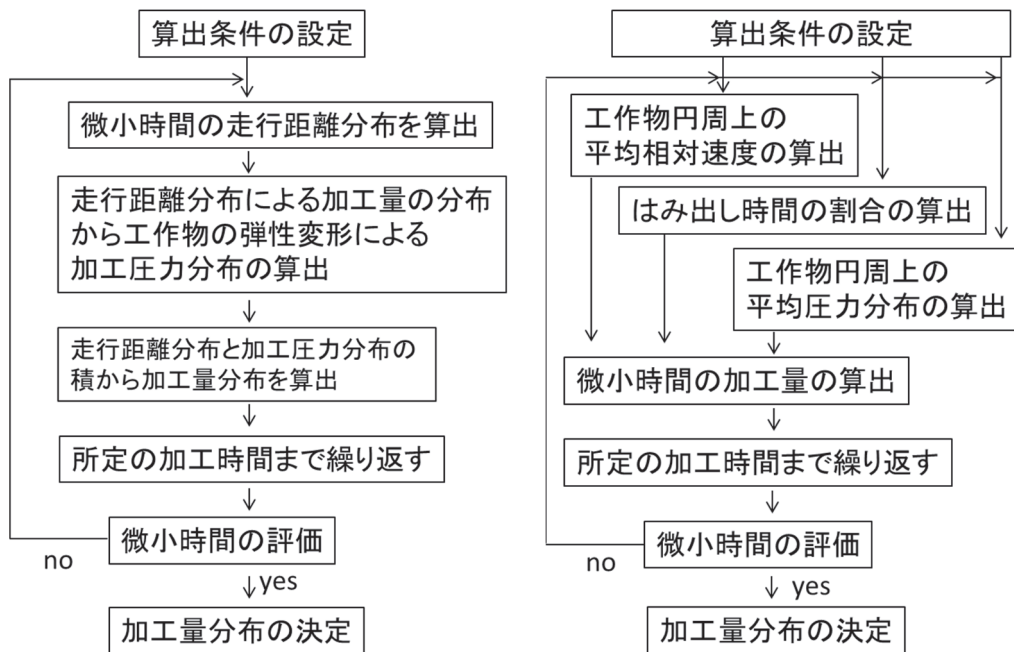 算出条件の設定
微小時間の走行距離分布を算出
走行距離分布による加工量の分布
から工作物の弾性変形による
加工圧力分布の算出
走行距離分布と加工圧力分布の
積から加工量分布を算出
所定の加工時間まで繰り返す
微小時間の評価
no
yes
加工量分布の決定
算出条件の設定
工作物円周上の
平均相対速度の算出
はみ出し時間の割合の算出
工作物円周上の
平均圧力分布の算出
微小時間の加工量の算出
所定の加工時間まで繰り返す
微小時間の評価
no
yes
加工量分布の決定